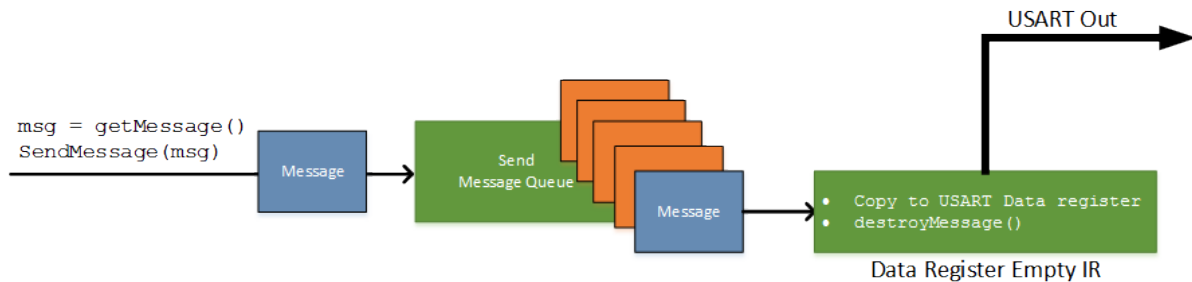 USART Out
msg = getMessage()
SendMessage(msg)
Message
Send
Message Queue
Message
• Copy to USART Data register
• destroyMessage()
Data Register Empty IR